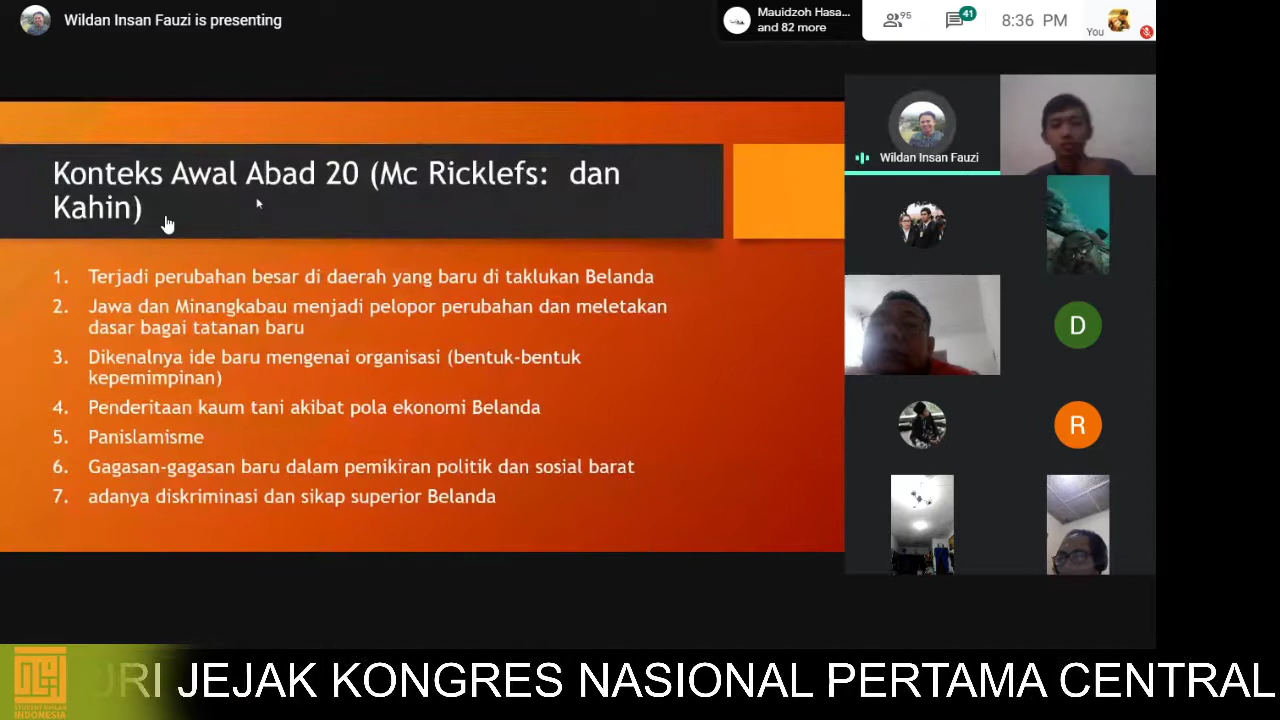 Wildan Insan Fauzi is presenting
Mauidzoh Hasa...
and 82 more
95
41
8:36 PM
You
Konteks Awal Abad 20 (Mc Ricklefs: dan
Kahin)
1. Terjadi perubahan besar di daerah yang baru di taklukan Belanda
2. Jawa dan Minangkabau menjadi pelopor perubahan dan meletakan
dasar bagai tatanan baru
3. Dikenalnya ide baru mengenai organisasi (bentuk-bentuk
kepemimpinan)
4. Penderitaan kaum tani akibat pola ekonomi Belanda
5. Panislamisme
6. Gagasan-gagasan baru dalam pemikiran politik dan sosial barat
7. adanya diskriminasi dan sikap superior Belanda
Wildan Insan Fauzi
D
R
URI JEJAK KONGRES NASIONAL PERTAMA CENTRAL
INDONESIA